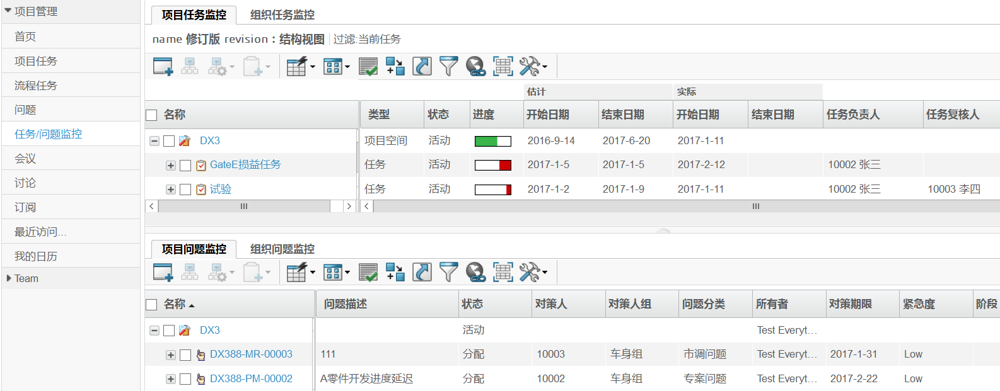 项目管理
首页
项目任务
流程任务
问题
任务/问题监控
会议
讨论
订阅
最近访问...
我的日历
Team
项目任务监控 组织任务监控
name 修订版 revision : 结构视图 过滤:当前任务
估计 实际
名称 类型 状态 进度 开始日期 结束日期 开始日期 结束日期 任务负责人 任务复核人
DX3 项目空间 活动 2016-9-14 2017-6-20 2017-1-11
GateE损益任务 任务 活动 2017-1-5 2017-1-5 2017-2-12 10002 张三
试验 任务 活动 2017-1-2 2017-1-9 2017-1-11 10002 张三 10003 李四
项目问题监控 组织问题监控
名称 问题描述 状态 对策人 对策人组 问题分类 所有者 对策期限 紧急度 阶段
DX3 活动 Test Everyt...
DX388-MR-00003 111 分配 10003 车身组 市调问题 Test Everyt... 2017-1-31 Low
DX388-PM-00002 A零件开发进度延迟 分配 10002 车身组 专案问题 Test Everyt... 2017-2-22 Low